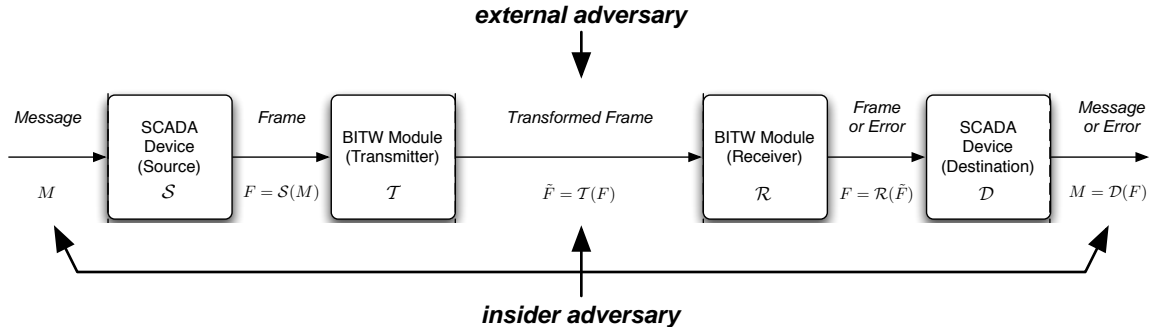 external adversary
Message
SCADA
Device
(Source)
𝒮
Frame
BITW Module
(Transmitter)
𝒯
Transformed Frame
BITW Module
(Receiver)
ℛ
Frame
or Error
SCADA
Device
(Destination)
𝒟
Message
or Error
M
F = 𝒮(M)
F̃ = 𝒯(F)
F = ℛ(F̃)
M = 𝒟(F)
insider adversary